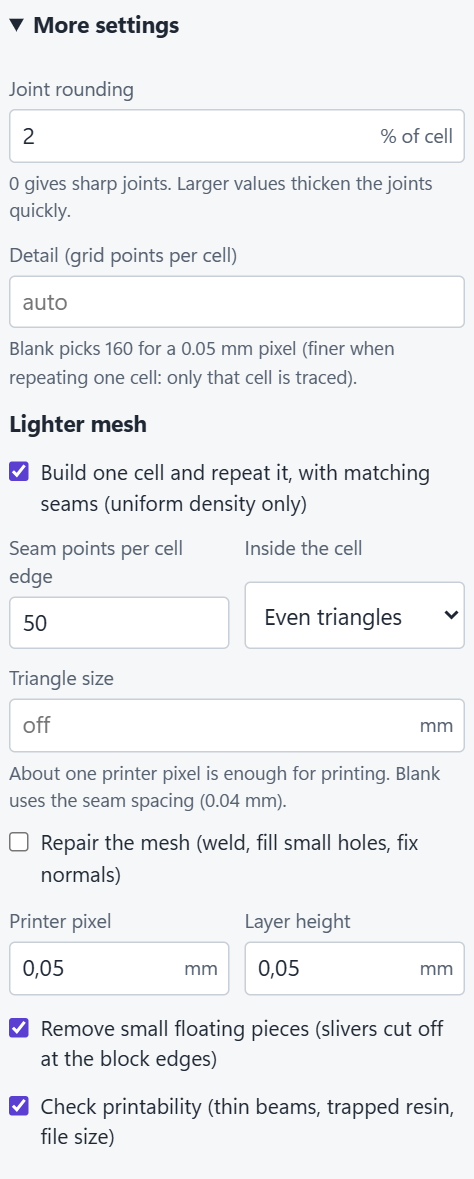 ▼ More settings
Joint rounding
2 % of cell
0 gives sharp joints. Larger values thicken the joints
quickly.
Detail (grid points per cell)
auto
Blank picks 160 for a 0.05 mm pixel (finer when
repeating one cell: only that cell is traced).
Lighter mesh
Build one cell and repeat it, with matching
seams (uniform density only)
Seam points per cell
edge
50
Inside the cell
Even triangles
Triangle size
off mm
About one printer pixel is enough for printing. Blank
uses the seam spacing (0.04 mm).
Repair the mesh (weld, fill small holes, fix
normals)
Printer pixel
0,05 mm
Layer height
0,05 mm
Remove small floating pieces (slivers cut off
at the block edges)
Check printability (thin beams, trapped resin,
file size)